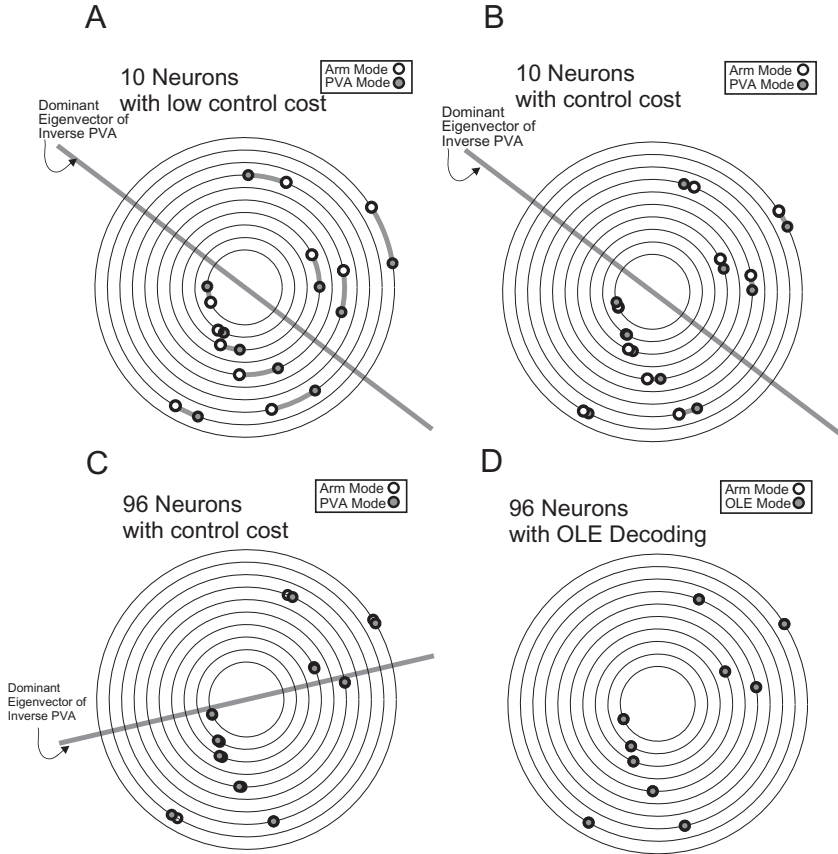 A
10 Neurons
with low control cost
Arm Mode
PVA Mode
Dominant
Eigenvector of
Inverse PVA
B
10 Neurons
with control cost
Arm Mode
PVA Mode
Dominant
Eigenvector of
Inverse PVA
C
96 Neurons
with control cost
Arm Mode
PVA Mode
Dominant
Eigenvector of
Inverse PVA
D
96 Neurons
with OLE Decoding
Arm Mode
OLE Mode